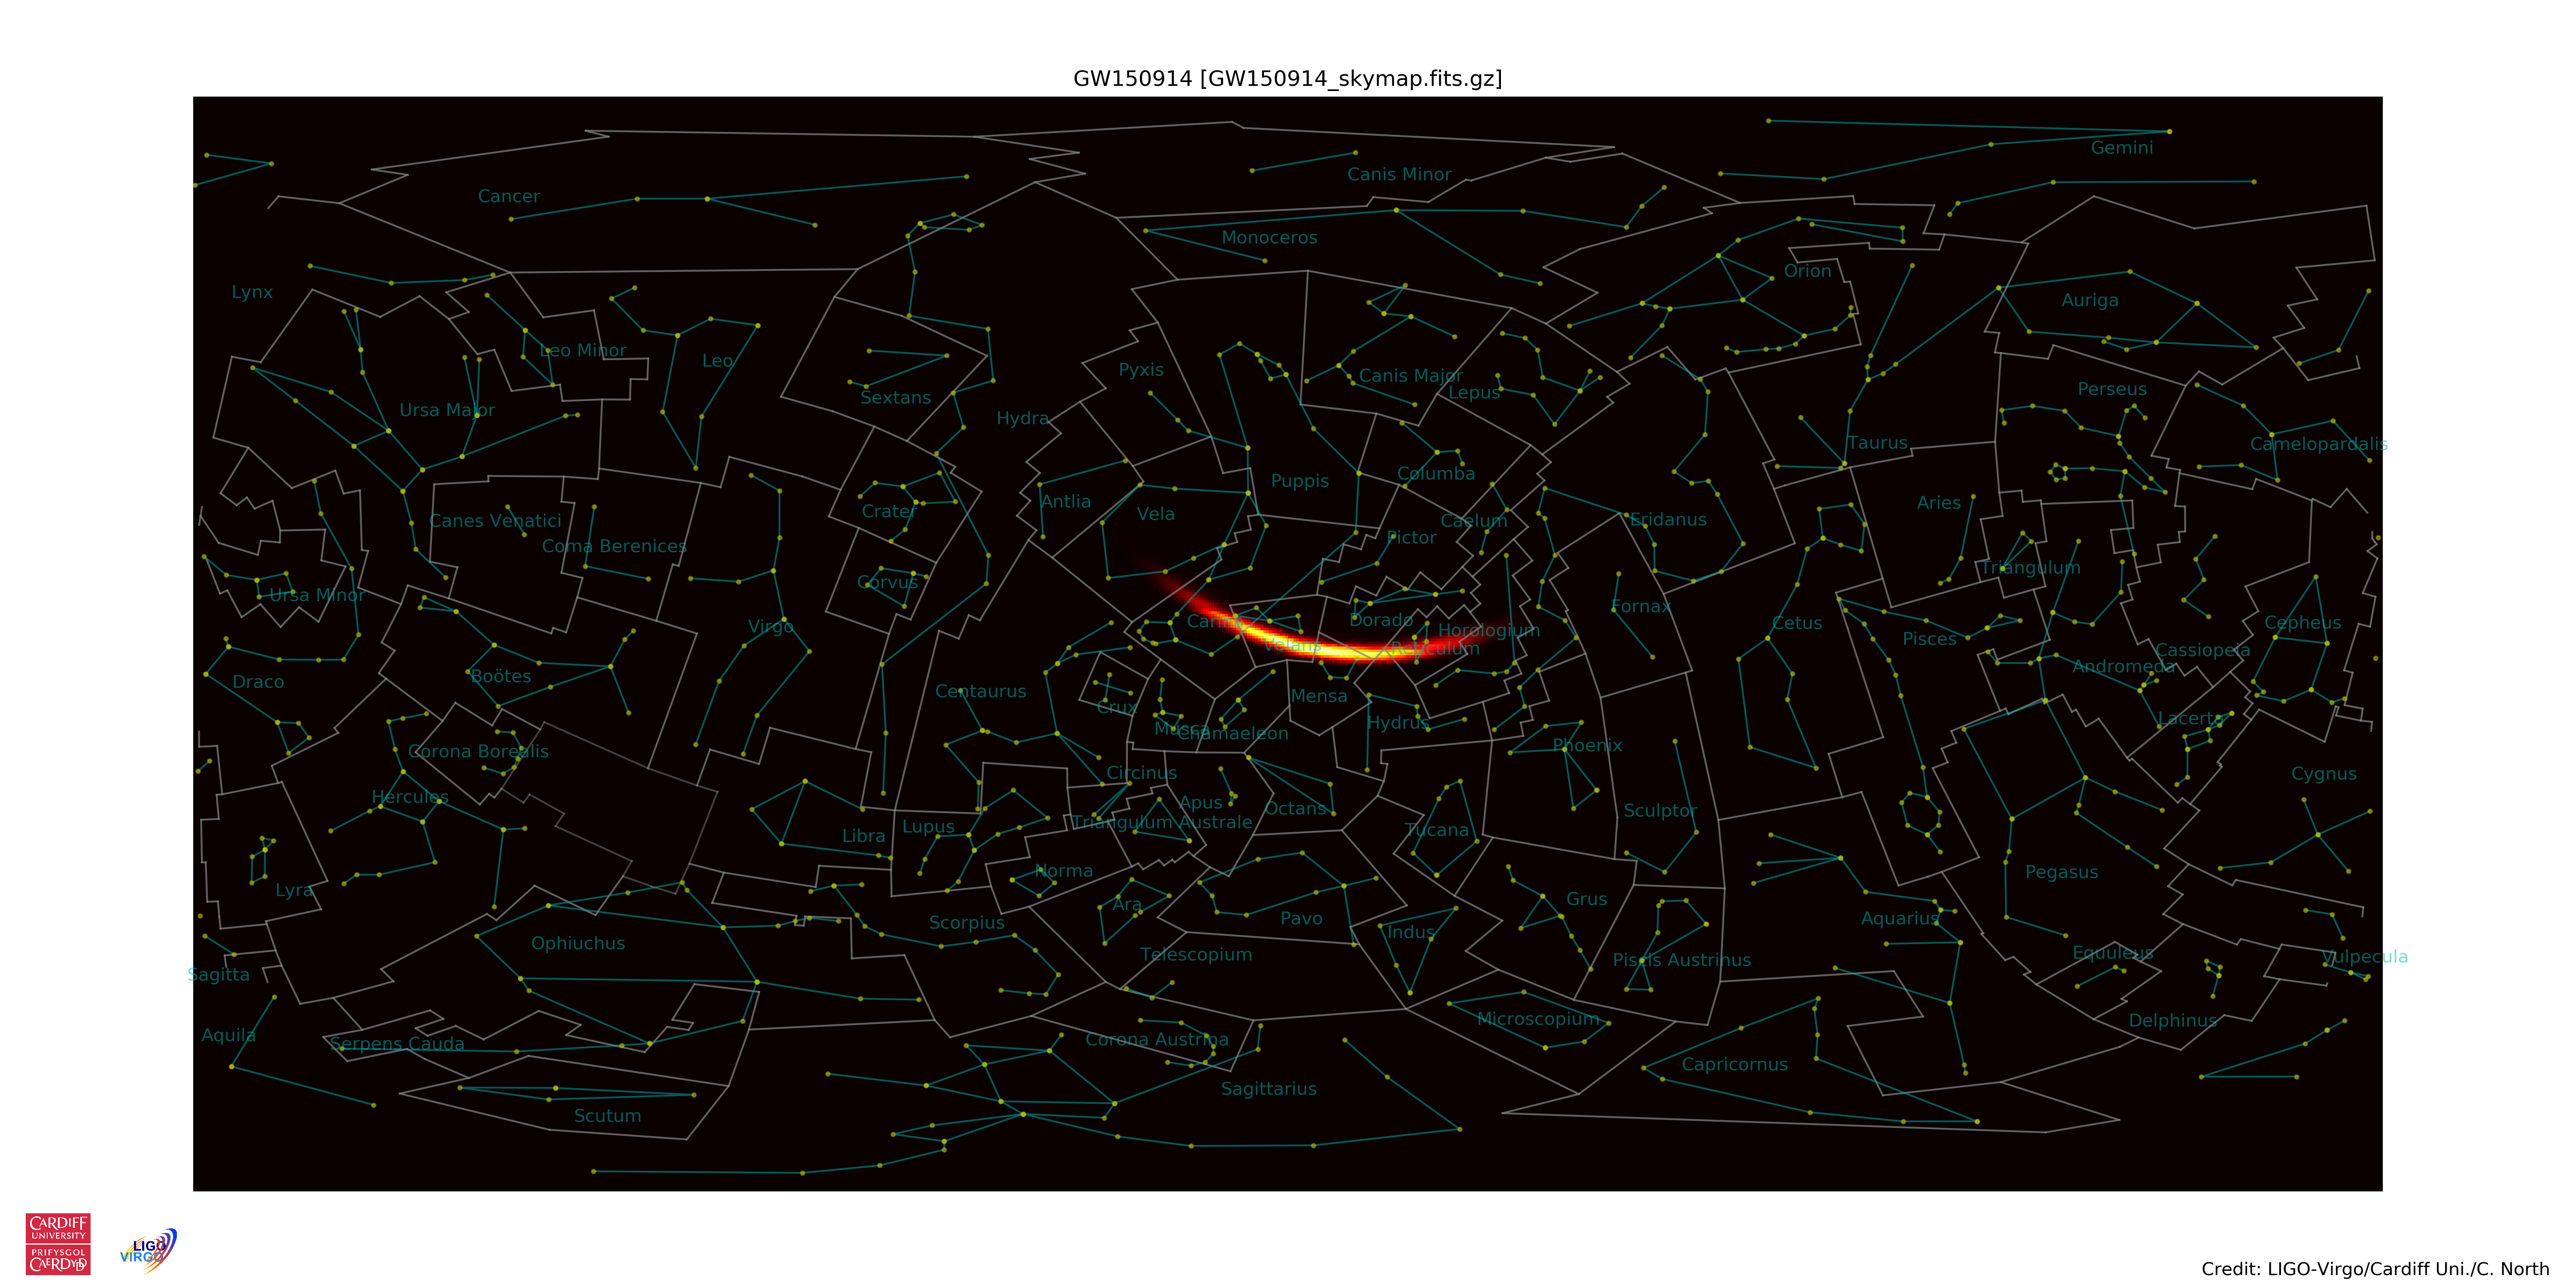 GW150914 [GW150914_skymap.fits.gz]
Gemini
Canis Minor
Cancer
Monoceros
Orion
Lynx
Auriga
Leo Minor
Leo
Pyxis
Canis Major
Perseus
Lepus
Sextans
Ursa Major
Hydra
Taurus
Camelopardalis
Columba
Puppis
Antlia
Aries
Crater
Vela
Eridanus
Canes Venatici
Caelum
Pictor
Coma Berenices
Triangulum
Corvus
Ursa Minor
Fornax
Carina
Dorado
Cetus
Cepheus
Virgo
Horologium
Pisces
Volans
Reticulum
Cassiopeia
Andromeda
Boötes
Draco
Centaurus
Mensa
Crux
Lacerta
Hydrus
Musca
Chamaeleon
Phoenix
Corona Borealis
Circinus
Cygnus
Hercules
Apus
Octans
Sculptor
Triangulum Australe
Lupus
Tucana
Libra
Norma
Pegasus
Lyra
Grus
Ara
Pavo
Aquarius
Scorpius
Indus
Ophiuchus
Telescopium
Equuleus
Vulpecula
Piscis Austrinus
Sagitta
Microscopium
Delphinus
Aquila
Corona Austrina
Serpens Cauda
Capricornus
Sagittarius
Scutum
CARDIFF
UNIVERSITY
PRIFYSGOL
CAERDYDD
LIGO
VIRGO
Credit: LIGO-Virgo/Cardiff Uni./C. North